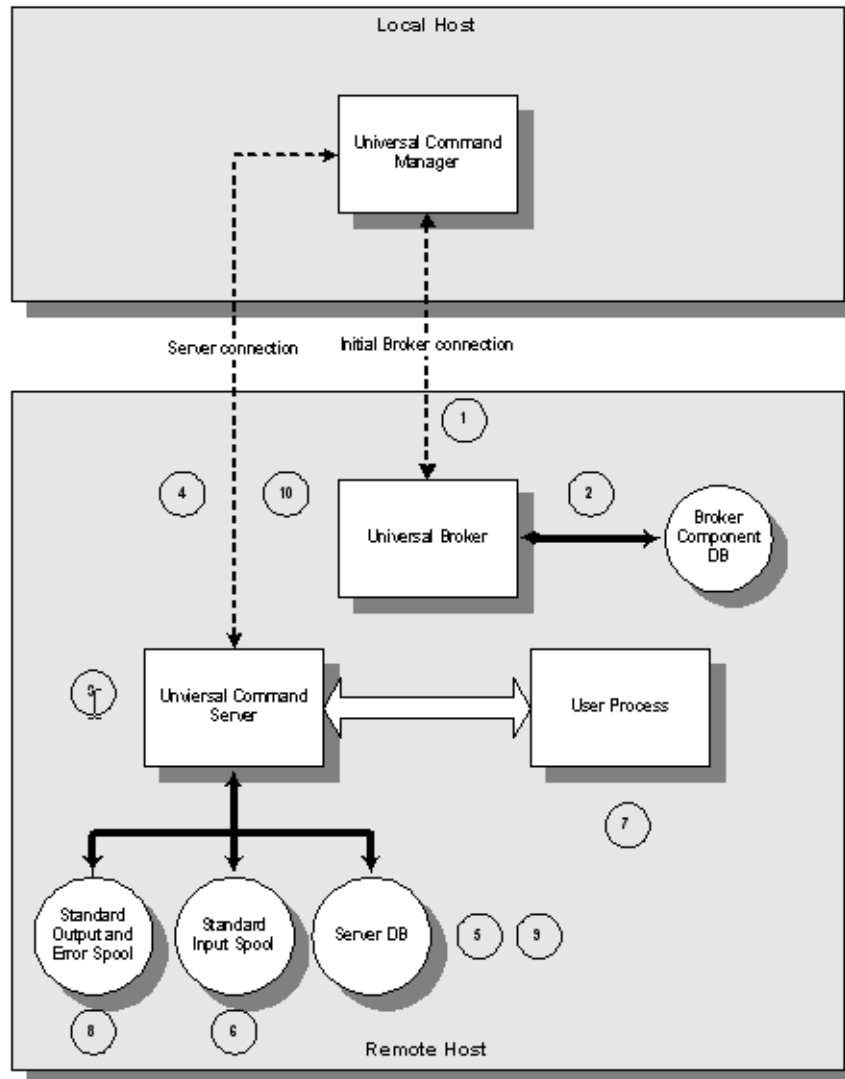 Local Host
Universal Command
Manager
Server connection
Initial Broker connection
1
4
10
2
Universal Broker
Broker
Component
DB
Unviersal Command
Server
User Process
7
Standard
Output and
Error Spool
Standard
Input Spool
Server DB
5
9
8
6
Remote Host